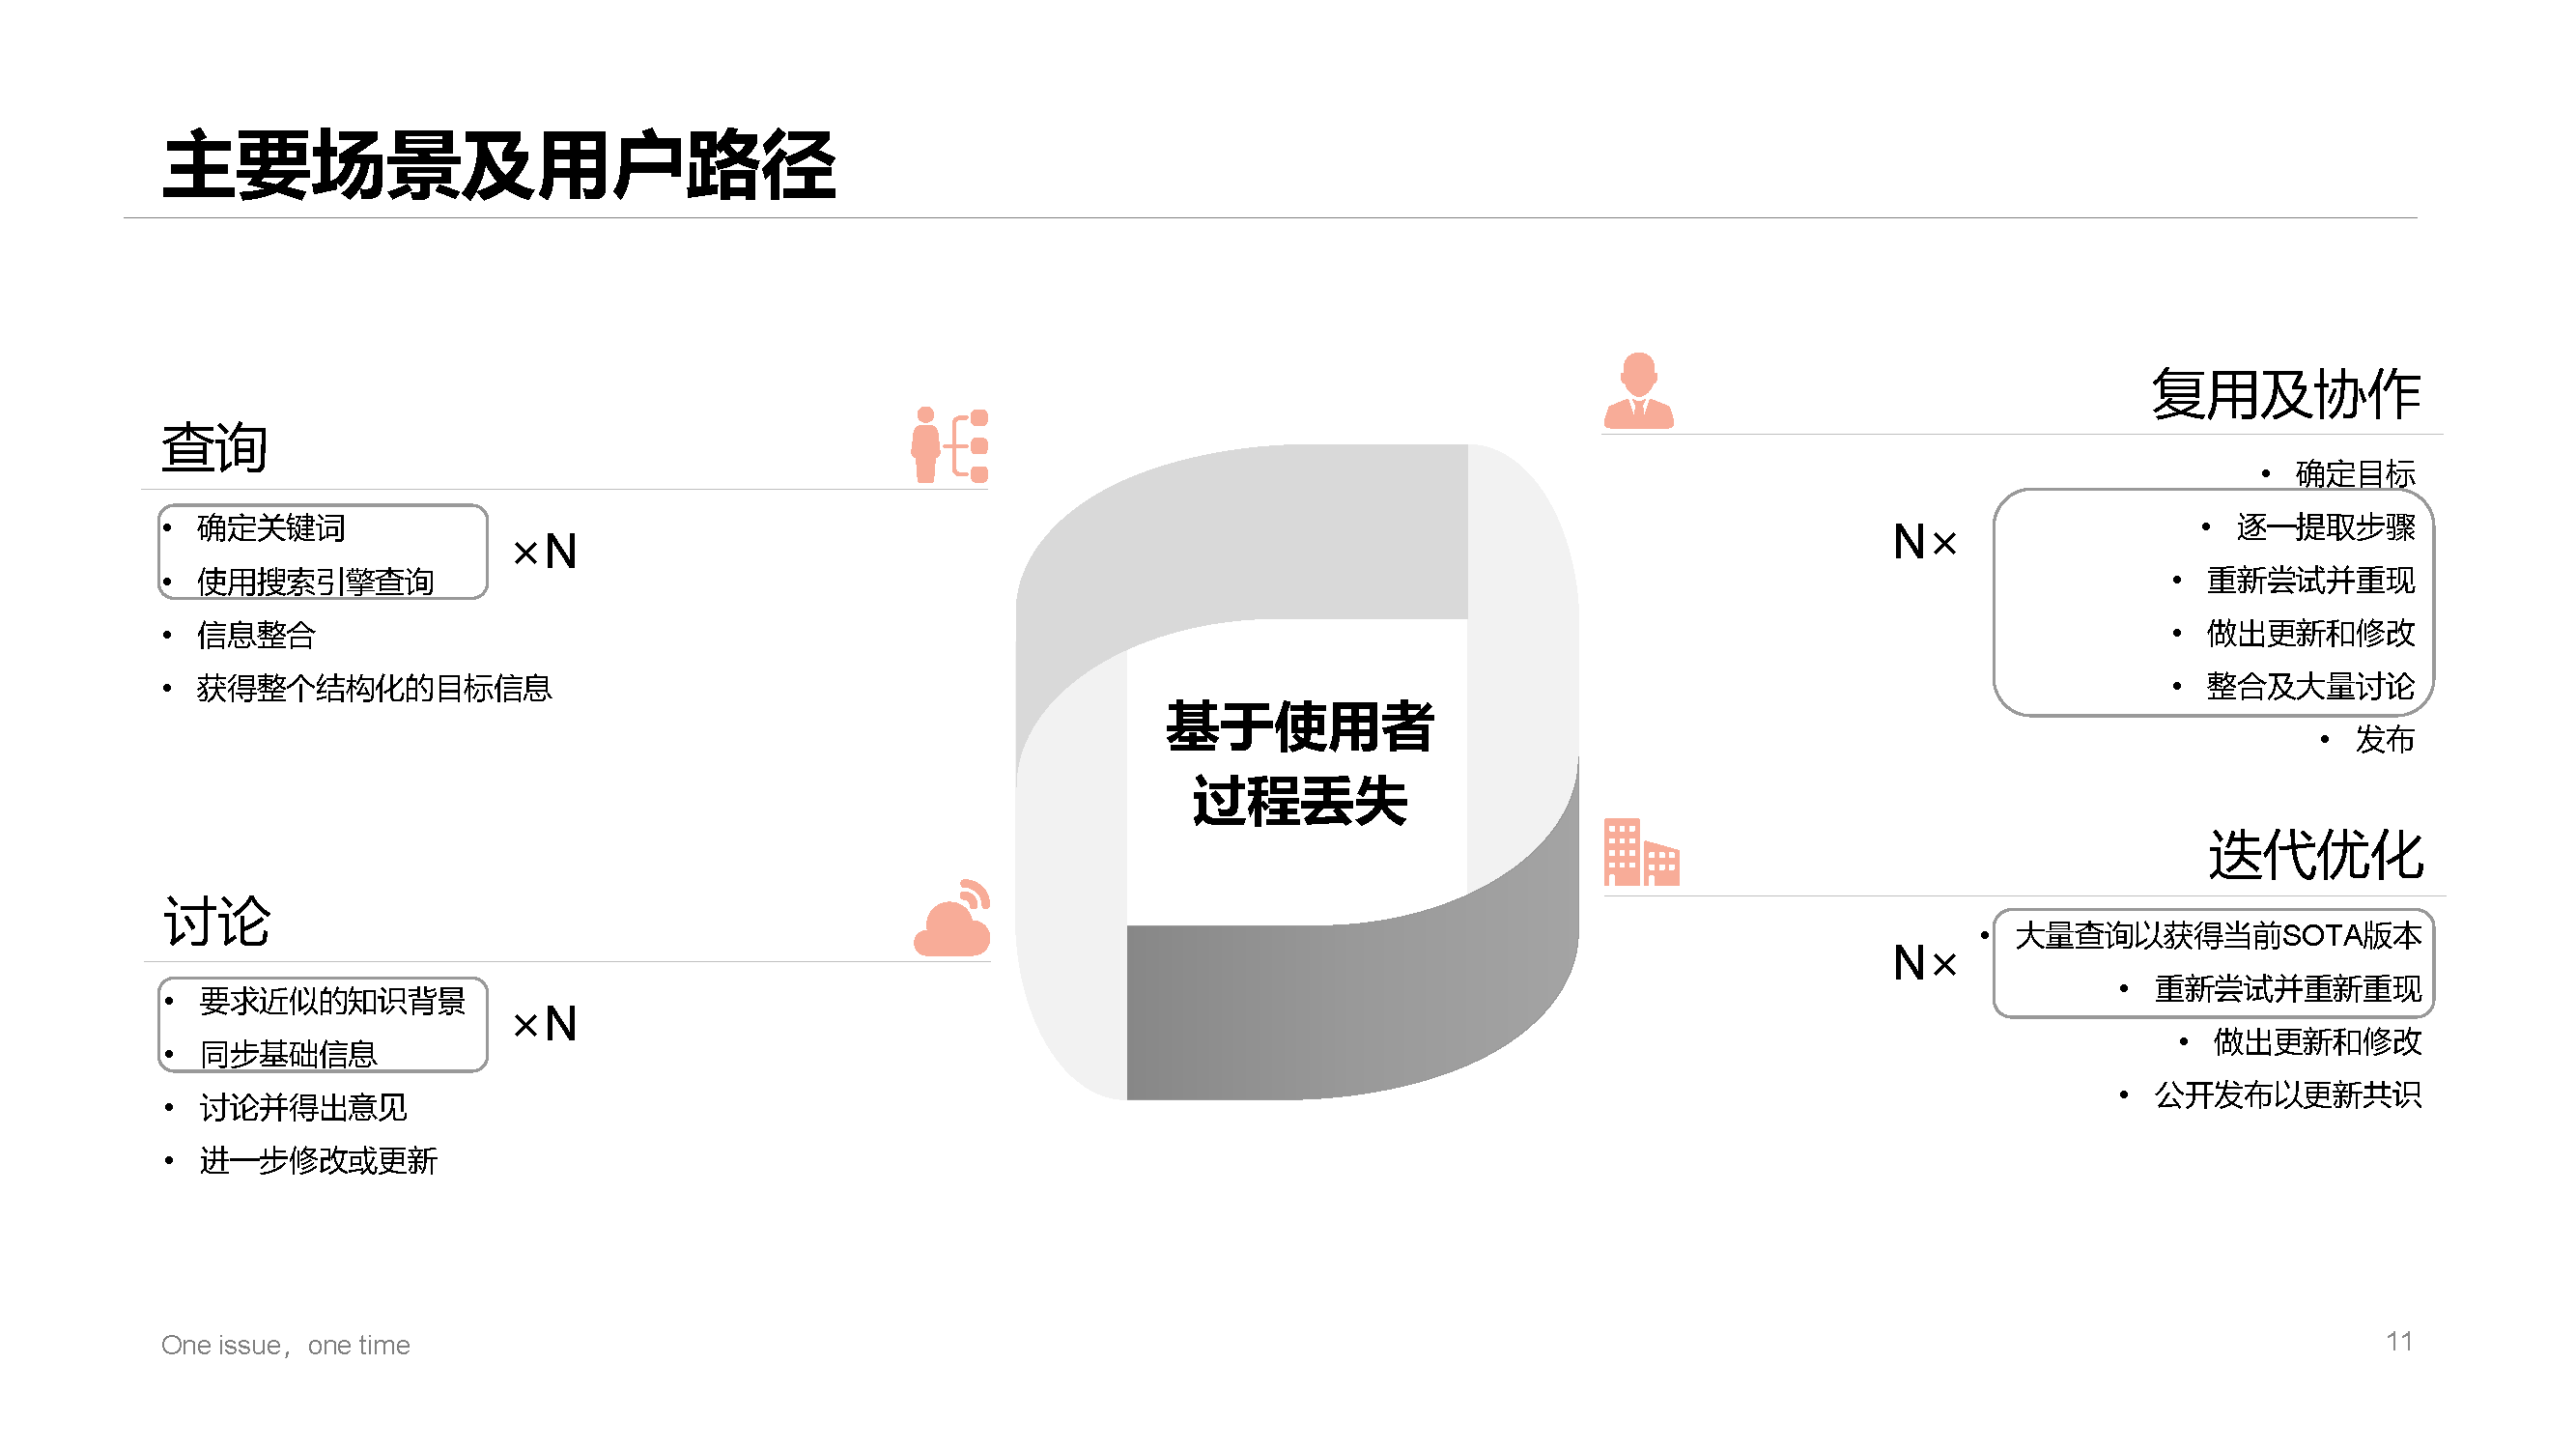 主要场景及用户路径
查询
• 确定关键词
• 使用搜索引擎查询
×N
• 信息整合
• 获得整个结构化的目标信息
讨论
• 要求近似的知识背景
• 同步基础信息
×N
• 讨论并得出意见
• 进一步修改或更新
基于使用者
过程丢失
复用及协作
• 确定目标
N×
• 逐一提取步骤
• 重新尝试并重现
• 做出更新和修改
• 整合及大量讨论
• 发布
迭代优化
N×
• 大量查询以获得当前SOTA版本
• 重新尝试并重新重现
• 做出更新和修改
• 公开发布以更新共识
One issue，one time
11